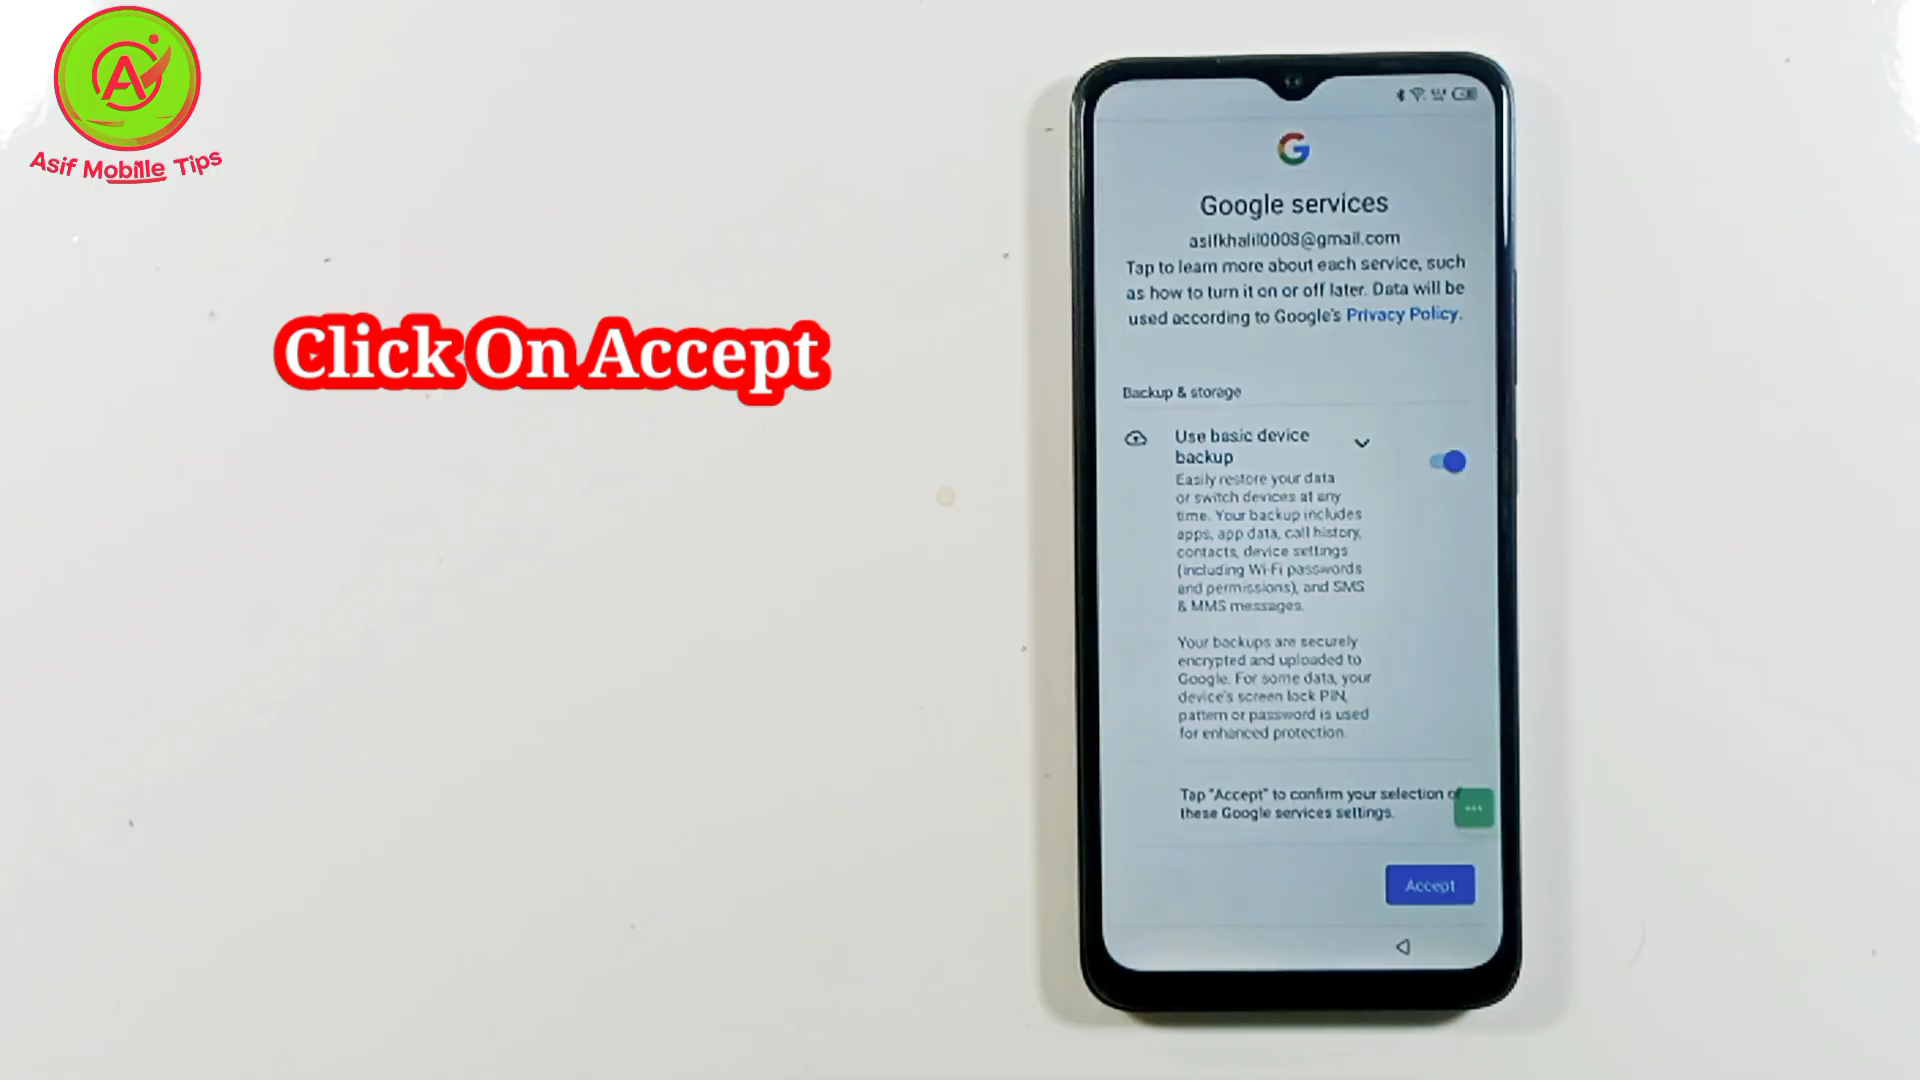 Asif Mobille Tips
Click On Accept
Google services
asifkhalil0008@gmail.com
Tap to learn more about each service, such
as how to turn it on or off later. Data will be
used according to Google's Privacy Policy.
Backup & storage
Use basic device
backup
Easily restore your data
or switch devices at any
time. Your backup includes
apps, app data, call history,
contacts, device settings
(including Wi-Fi passwords
and permissions), and SMS
& MMS messages.
Your backups are securely
encrypted and uploaded to
Google. For some data, your
device's screen lock PIN,
pattern or password is used
for enhanced protection.
Tap "Accept" to confirm your selection of
these Google services settings.
Accept